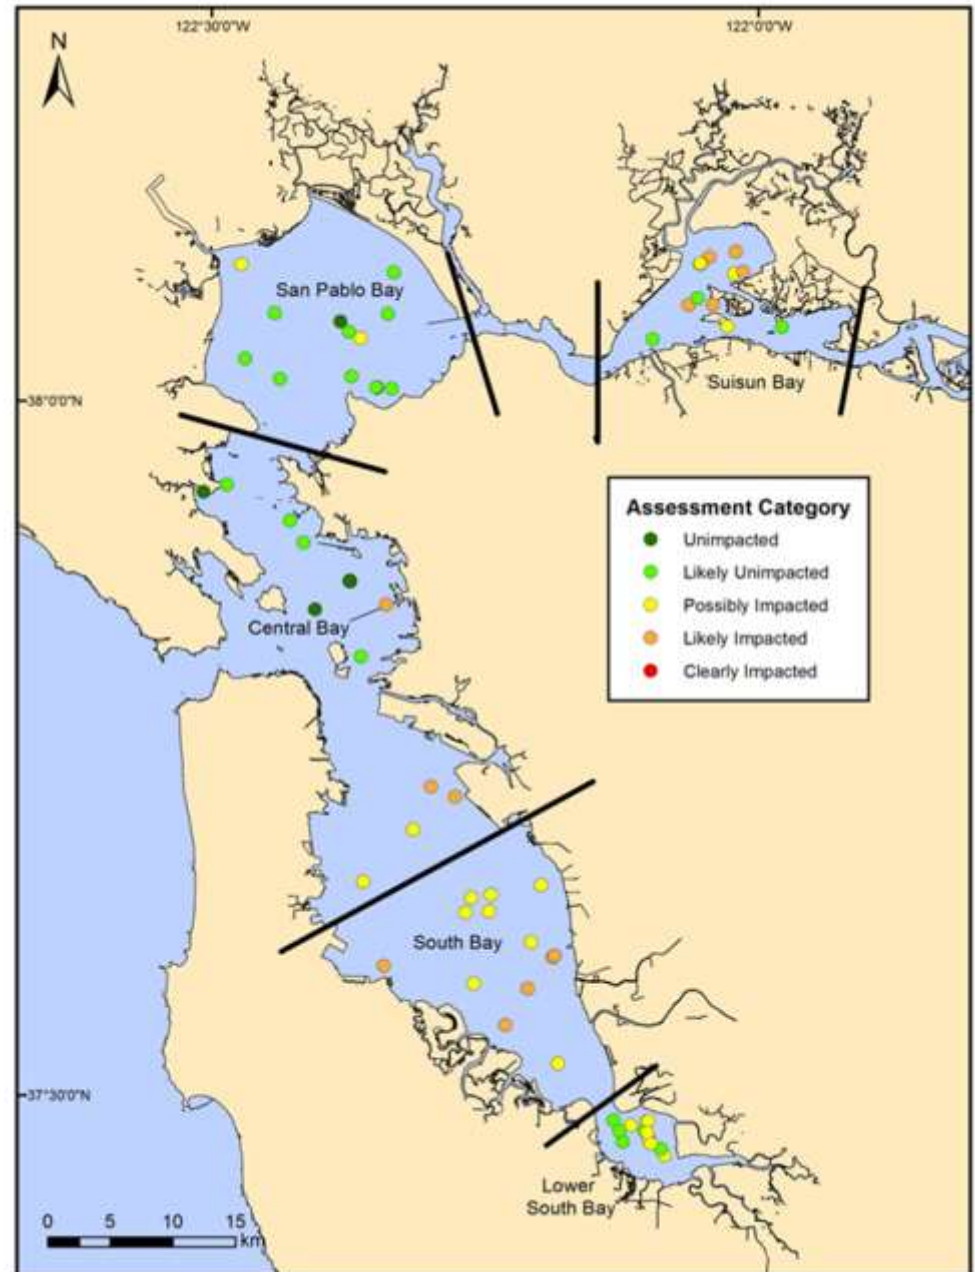 122°30'0"W
122°0'0"W
N
San Pablo Bay
Suisun Bay
38°0'0"N
Assessment Category
Unimpacted
Likely Unimpacted
Possibly Impacted
Likely Impacted
Clearly Impacted
Central Bay
South Bay
37°30'0"N
Lower
South Bay
0 5 10 15
km